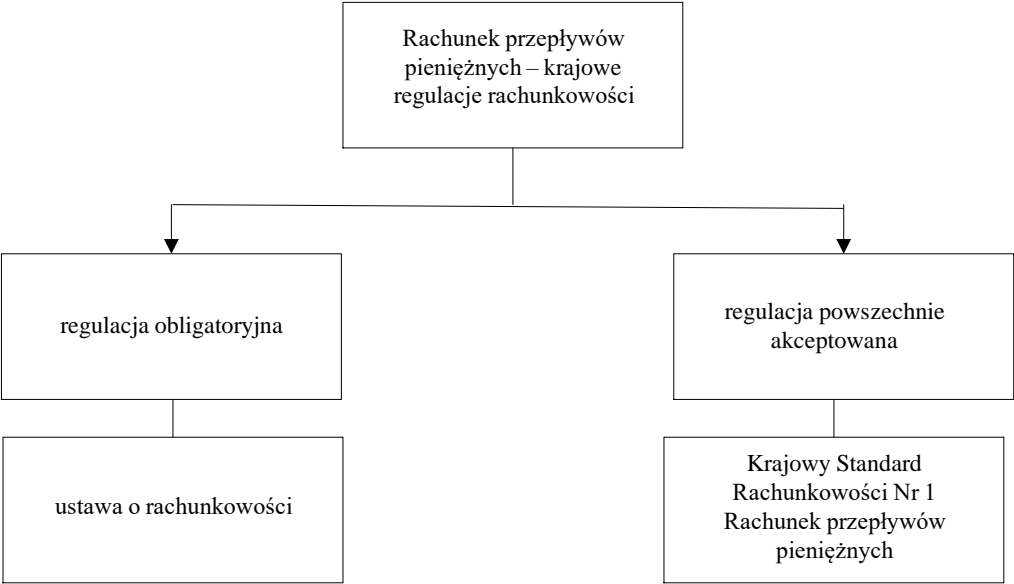 Rachunek przepływów
pieniężnych – krajowe
regulacje rachunkowości
regulacja obligatoryjna
regulacja powszechnie
akceptowana
ustawa o rachunkowości
Krajowy Standard
Rachunkowości Nr 1
Rachunek przepływów
pieniężnych